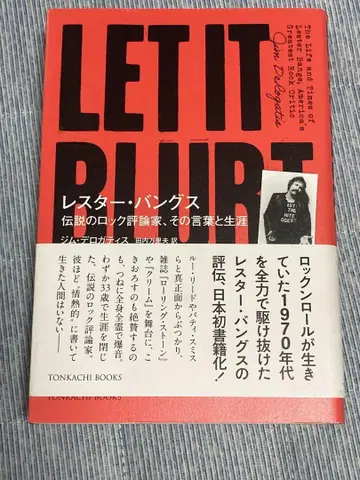 LET IT
BLURT
The Life and Times of
Lester Bangs, America's
Greatest Rock Critic
Jim DeRogatis
レスター・バングス
伝説のロック評論家、その言葉と生涯
ジム・デロガティス 田内万里夫 訳
ロックンロールが生き
ていた1970年代
を全力で駆け抜けた
レスター・バングスの
評伝、日本初書籍化!
ルー・リードやパティ・スミス
らと真正面からぶつかり、
雑誌『ローリング・ストーン』
や『クリーム』を舞台に、こ
きおろすのも絶賛するの
も、つねに全身全霊で爆音。
わずか33歳で生涯を閉じ
た、伝説のロック評論家。
彼ほど“情熱的”に書いて
生きた人間はいない――
TONKACHI BOOKS
TONKACHI BOOKS